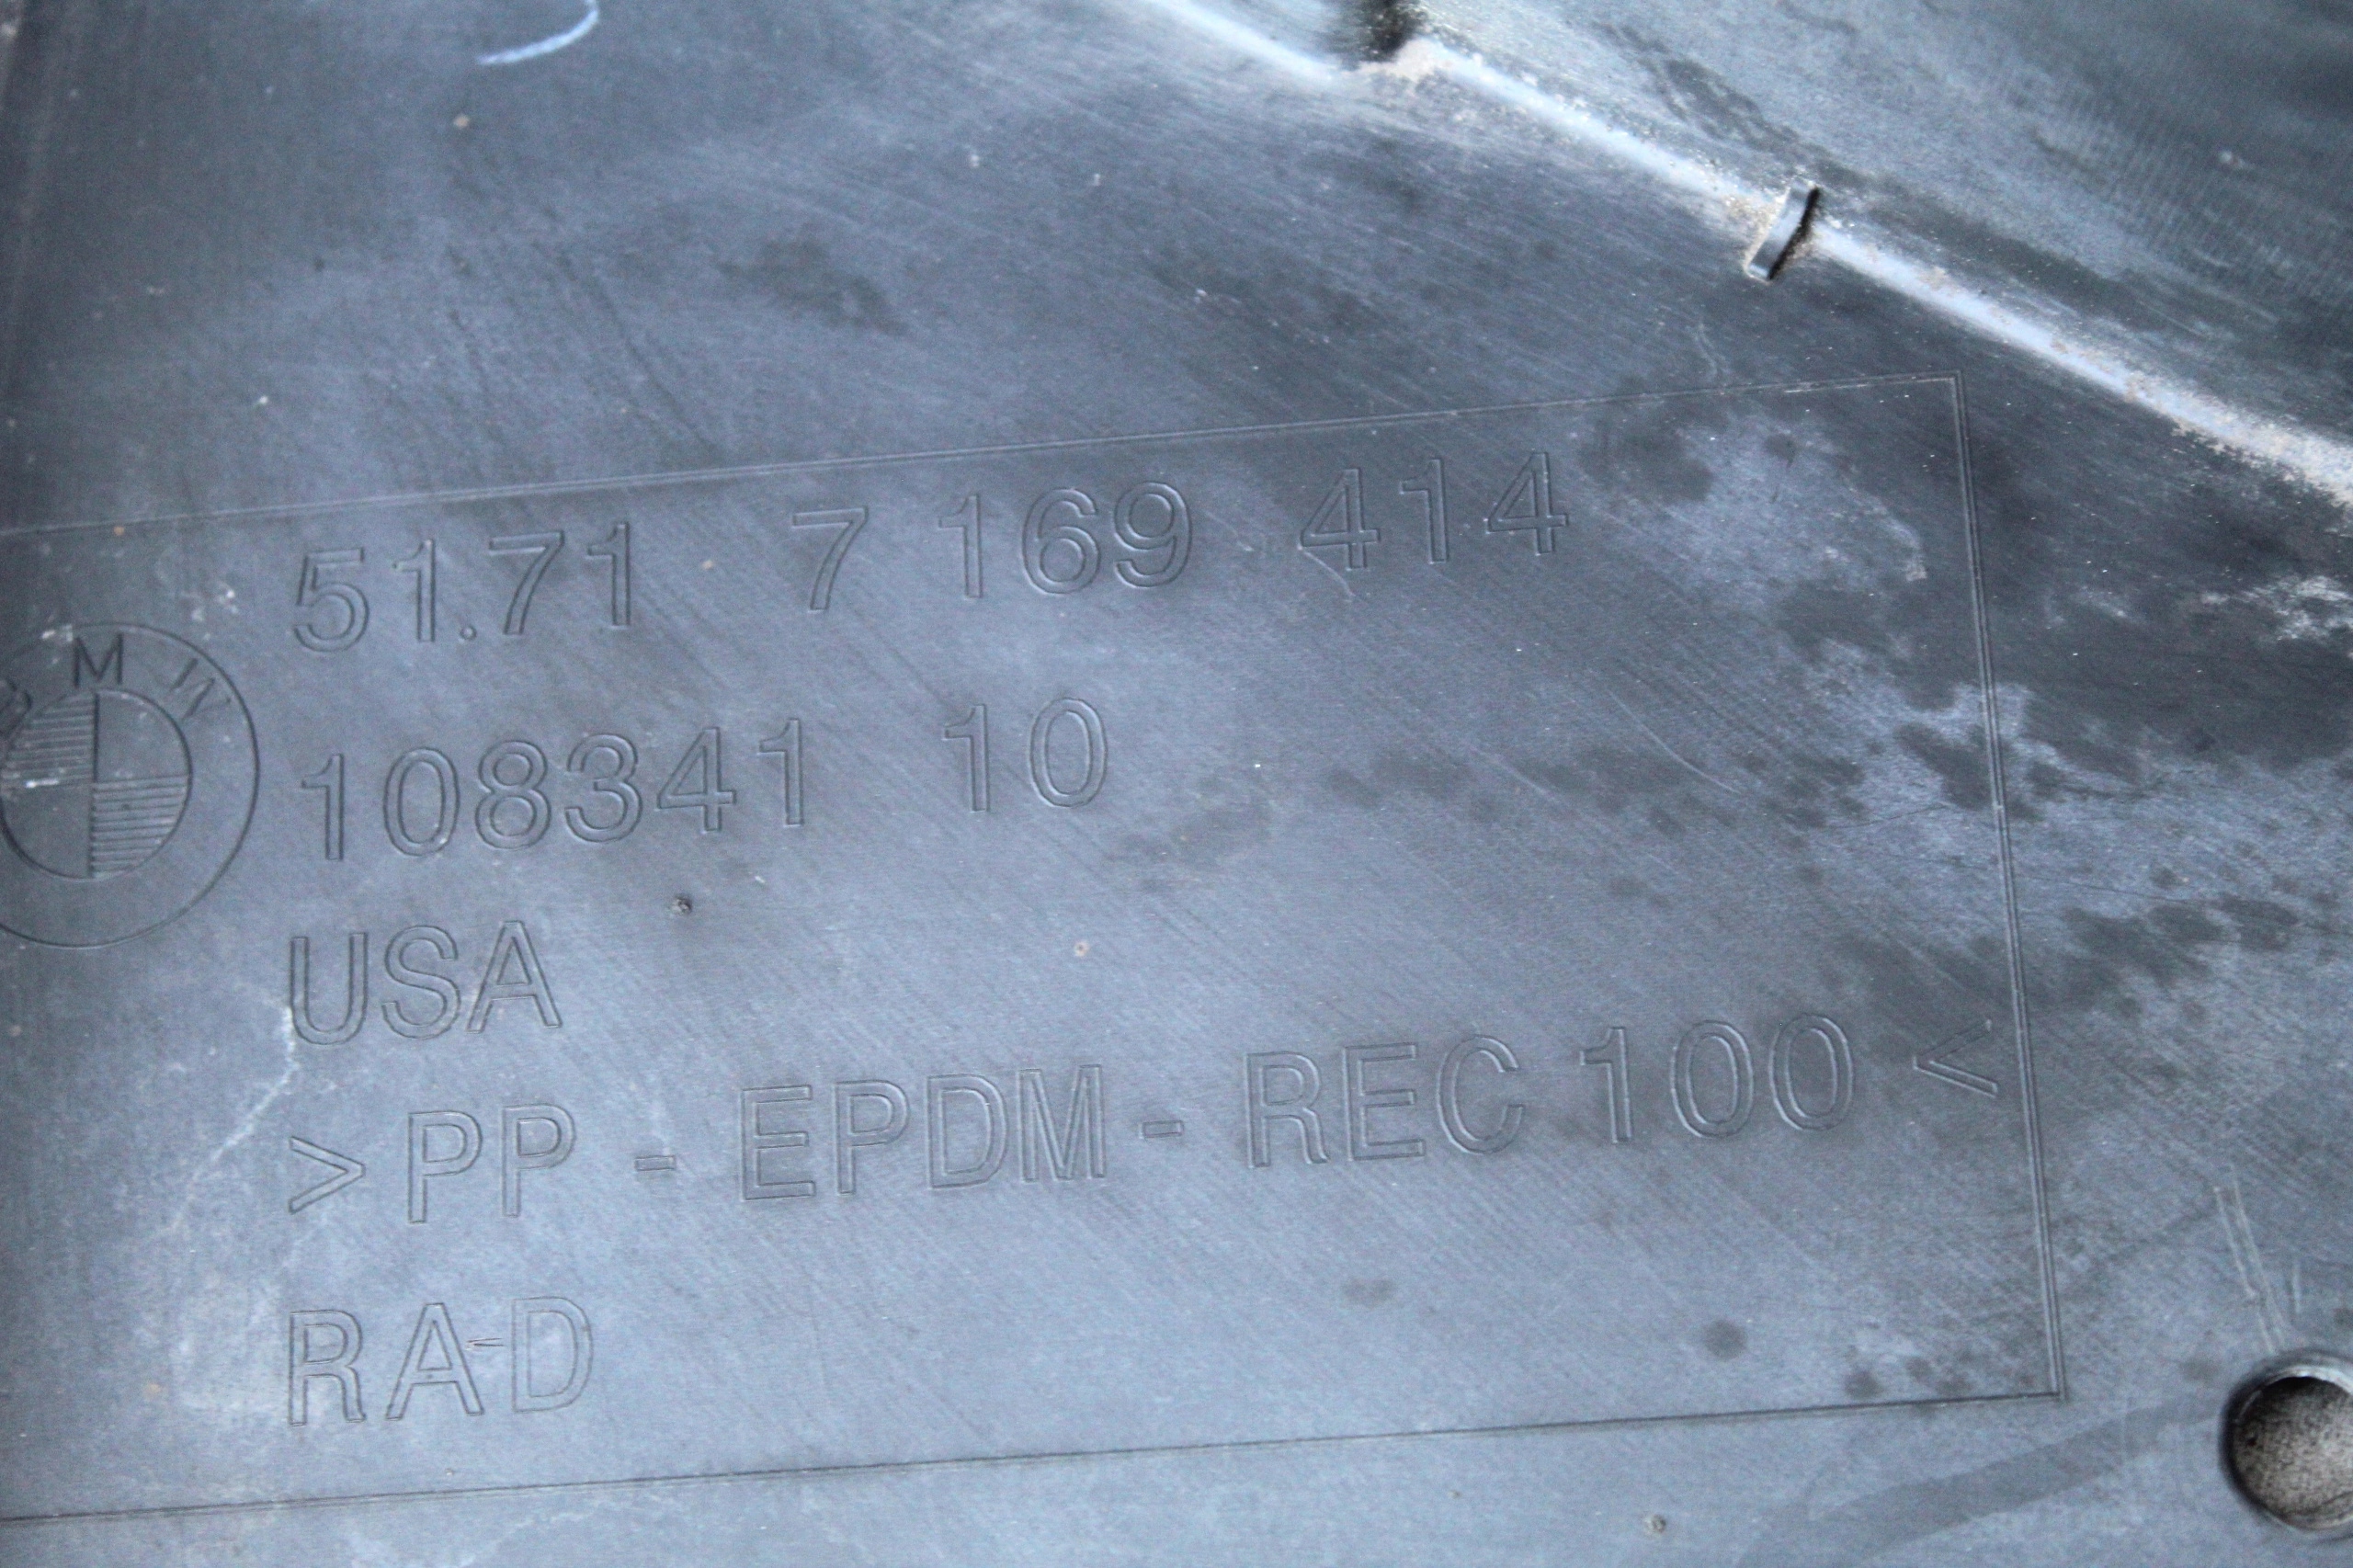 BMW
51.71 7 169 414
108341 10
USA
>PP-EPDM-REC 100<
RA-D